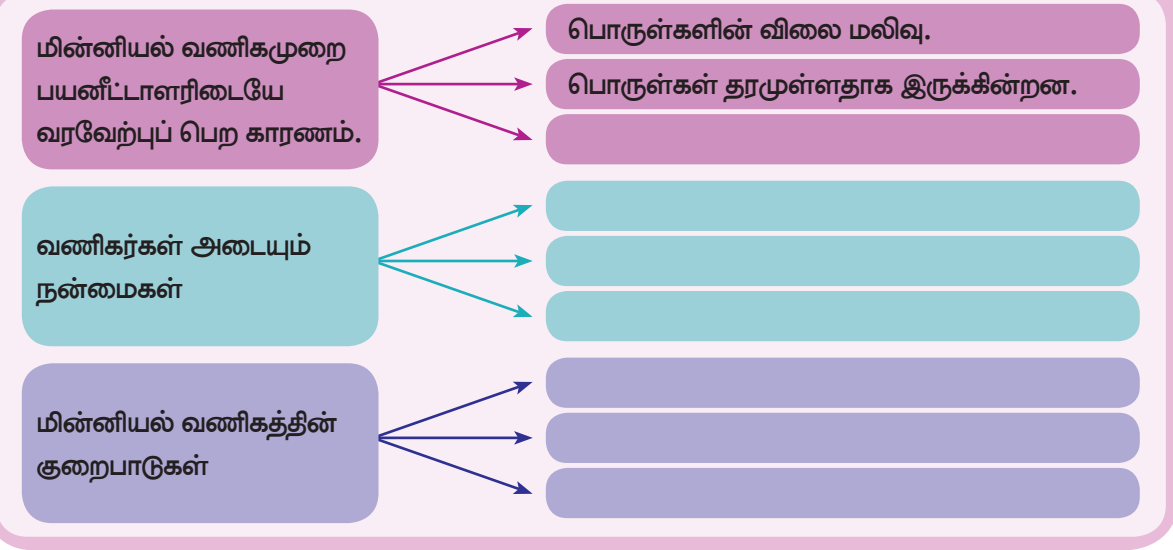 மின்னியல் வணிகமுறை
பயனீட்டாளரிடையே
வரவேற்புப் பெற காரணம்.
பொருள்களின் விலை மலிவு.
பொருள்கள் தரமுள்ளதாக இருக்கின்றன.
வணிகர்கள் அடையும்
நன்மைகள்
மின்னியல் வணிகத்தின்
குறைபாடுகள்